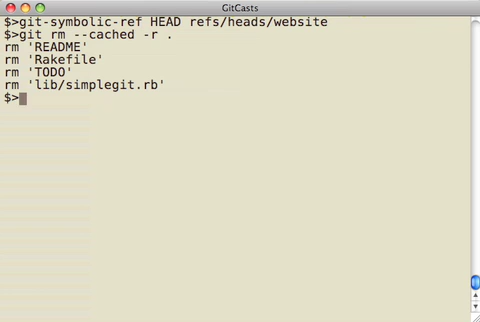 GitCasts
$>git-symbolic-ref HEAD refs/heads/website
$>git rm --cached -r .
rm 'README'
rm 'Rakefile'
rm 'TODO'
rm 'lib/simplegit.rb'
$>